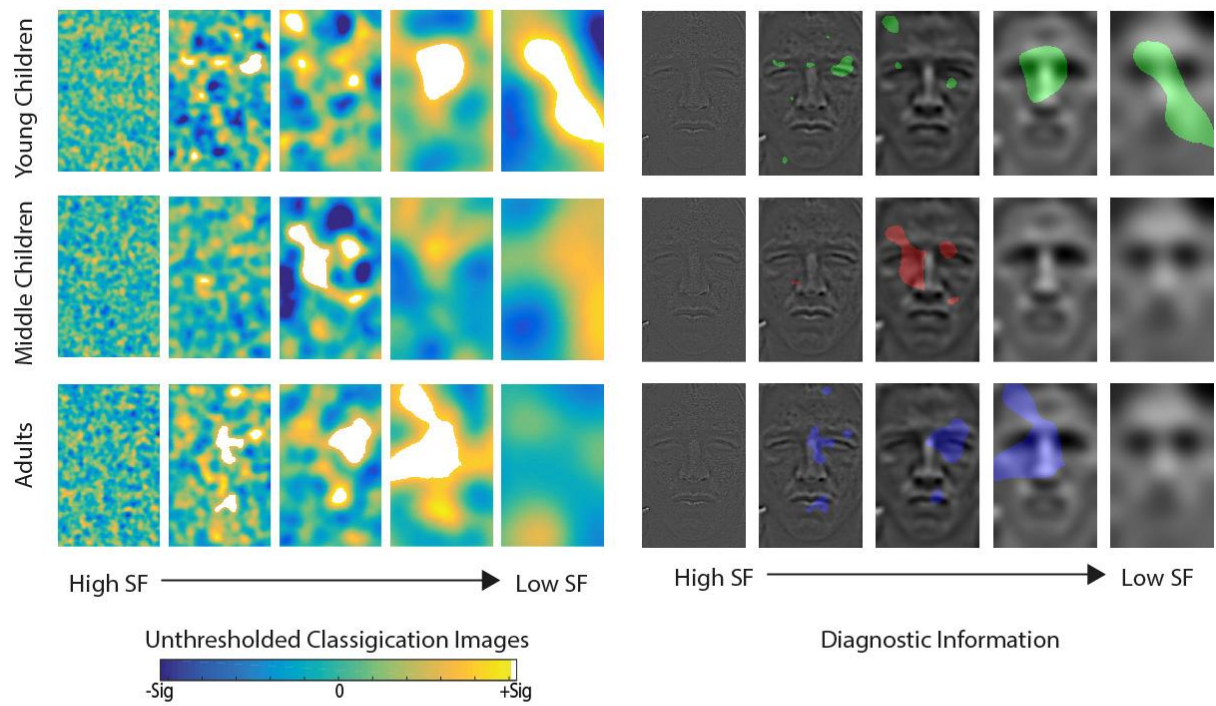 Young Children
Middle Children
Adults
High SF
Low SF
High SF
Low SF
Unthresholded Classigication Images
-Sig
0
+Sig
Diagnostic Information